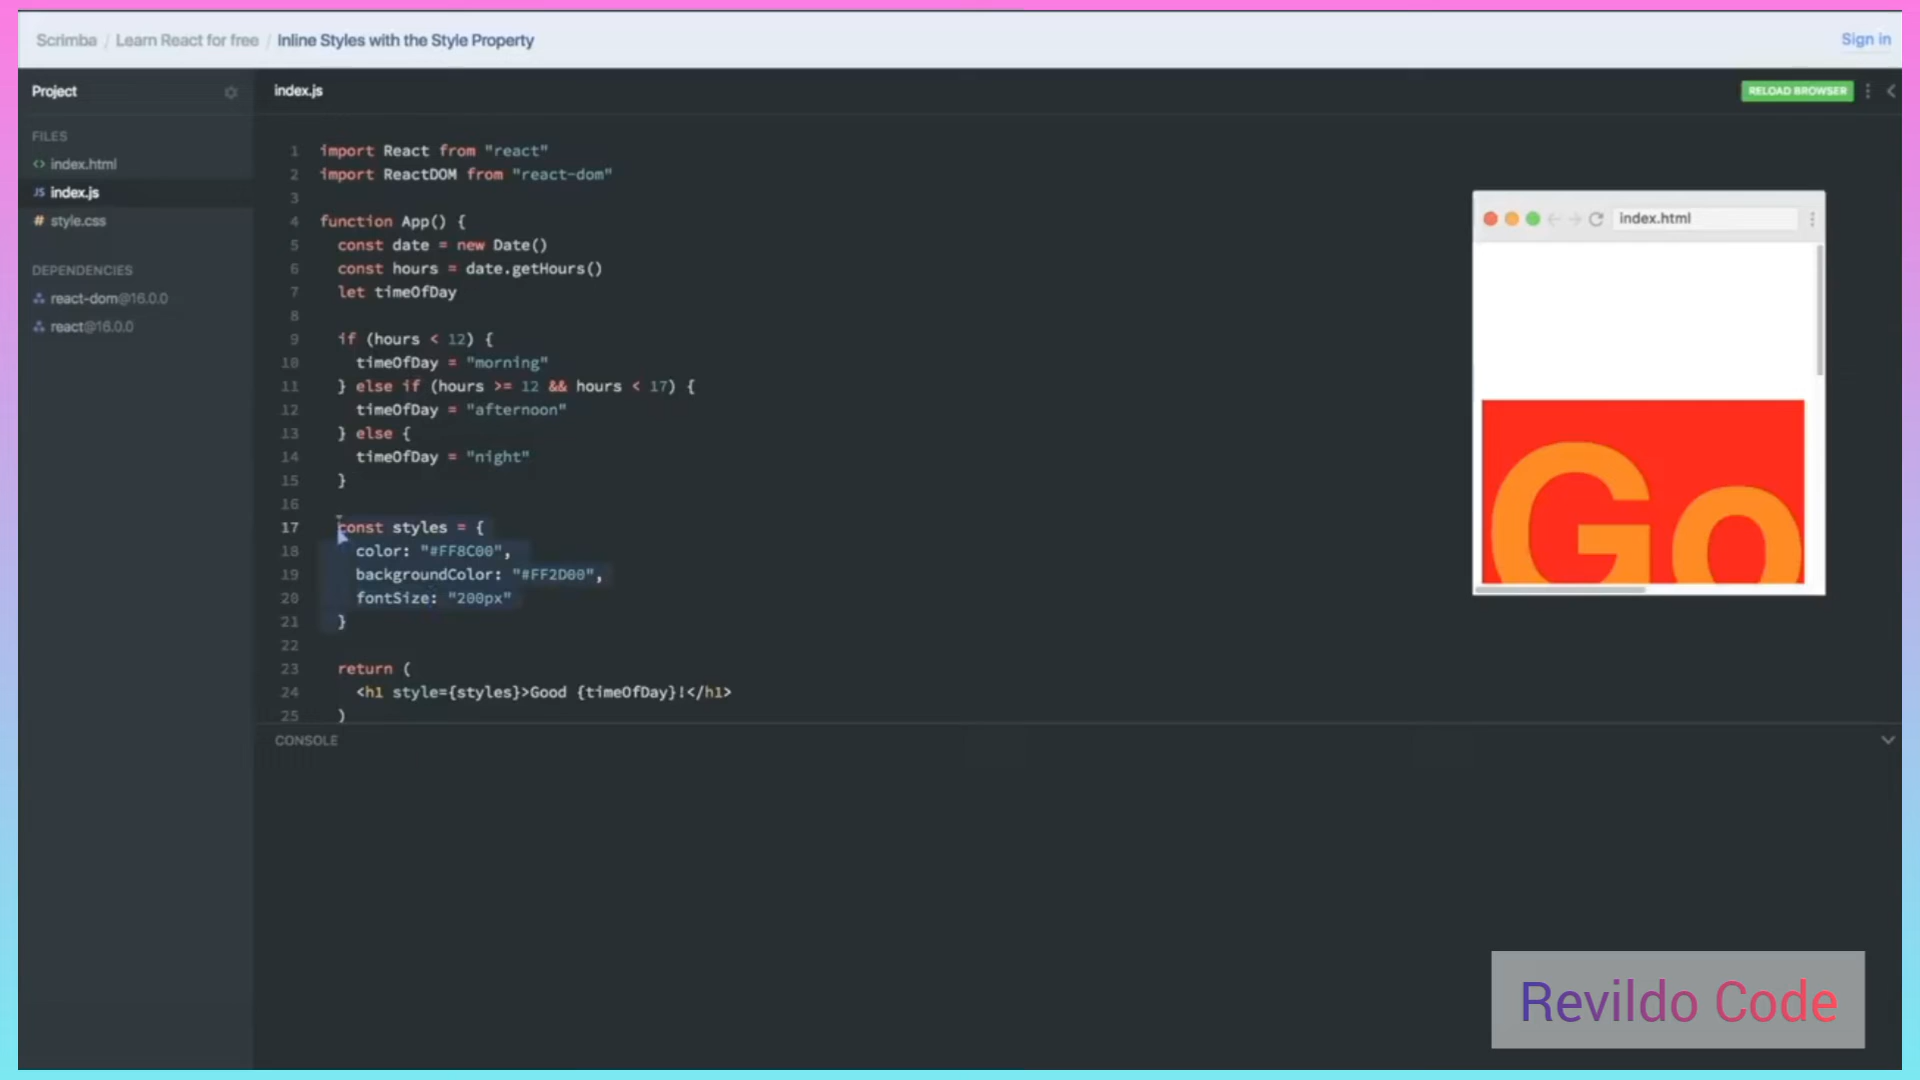 Scrimba / Learn React for free / Inline Styles with the Style Property
Sign in
Project
index.js
RELOAD BROWSER
FILES
<> index.html
JS index.js
# style.css
DEPENDENCIES
react-dom@16.0.0
react@16.0.0
1 import React from "react"
2 import ReactDOM from "react-dom"
3
4 function App() {
5 const date = new Date()
6 const hours = date.getHours()
7 let timeOfDay
8
9 if (hours < 12) {
10 timeOfDay = "morning"
11 } else if (hours >= 12 && hours < 17) {
12 timeOfDay = "afternoon"
13 } else {
14 timeOfDay = "night"
15 }
16
17 const styles = {
18 color: "#FF8C00",
19 backgroundColor: "#FF2D00",
20 fontSize: "200px"
21 }
22
23 return (
24 <h1 style={styles}>Good {timeOfDay}!</h1>
25 )
index.html
Go
CONSOLE
Revildo Code